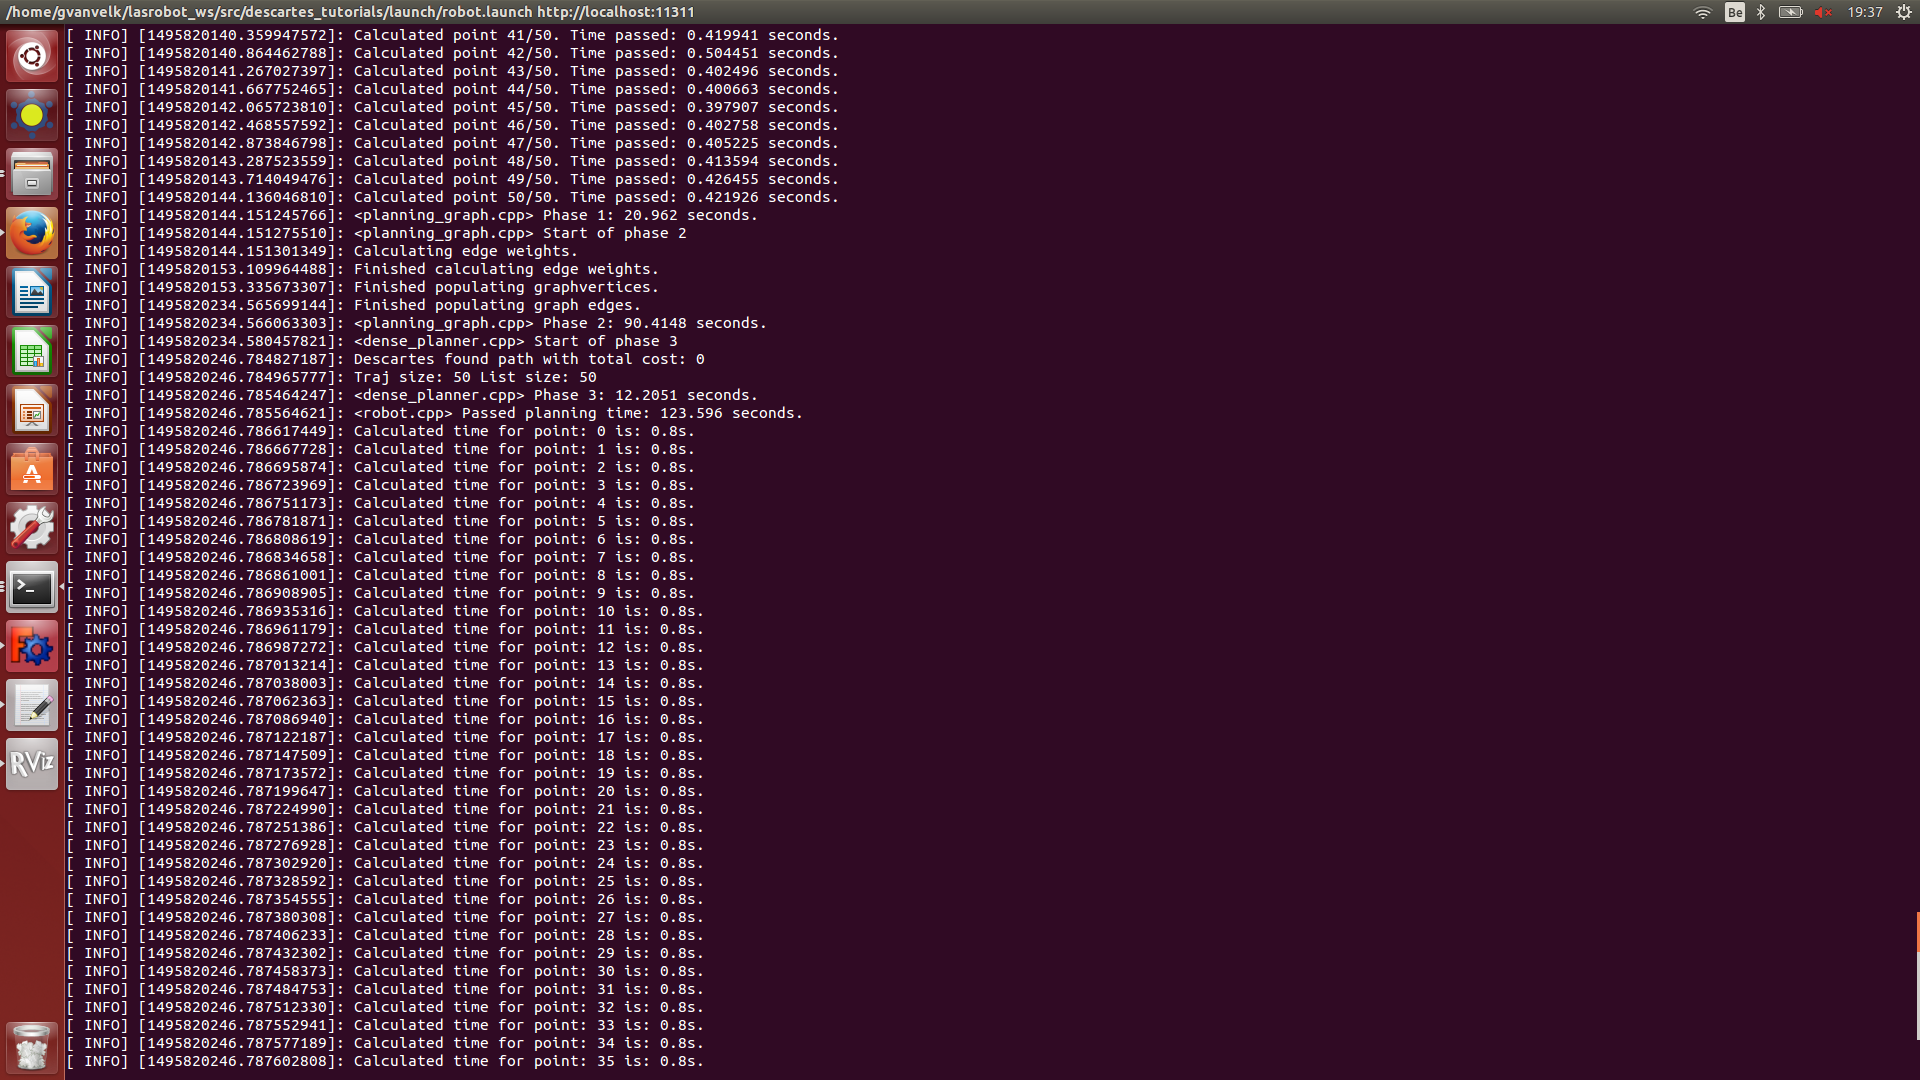 /home/gvanvelk/lasrobot_ws/src/descartes_tutorials/launch/robot.launch http://localhost:11311
Be
19:37
[ INFO] [1495820140.359947572]: Calculated point 41/50. Time passed: 0.419941 seconds.
[ INFO] [1495820140.864462788]: Calculated point 42/50. Time passed: 0.504451 seconds.
[ INFO] [1495820141.267027397]: Calculated point 43/50. Time passed: 0.402496 seconds.
[ INFO] [1495820141.667752465]: Calculated point 44/50. Time passed: 0.400663 seconds.
[ INFO] [1495820142.065723810]: Calculated point 45/50. Time passed: 0.397907 seconds.
[ INFO] [1495820142.468557592]: Calculated point 46/50. Time passed: 0.402758 seconds.
[ INFO] [1495820142.873846798]: Calculated point 47/50. Time passed: 0.405225 seconds.
[ INFO] [1495820143.287523559]: Calculated point 48/50. Time passed: 0.413594 seconds.
[ INFO] [1495820143.714049476]: Calculated point 49/50. Time passed: 0.426455 seconds.
[ INFO] [1495820144.136046810]: Calculated point 50/50. Time passed: 0.421926 seconds.
[ INFO] [1495820144.151245766]: <planning_graph.cpp> Phase 1: 20.962 seconds.
[ INFO] [1495820144.151275510]: <planning_graph.cpp> Start of phase 2
[ INFO] [1495820144.151301349]: Calculating edge weights.
[ INFO] [1495820153.109964488]: Finished calculating edge weights.
[ INFO] [1495820153.335673307]: Finished populating graphvertices.
[ INFO] [1495820234.565699144]: Finished populating graph edges.
[ INFO] [1495820234.566063303]: <planning_graph.cpp> Phase 2: 90.4148 seconds.
[ INFO] [1495820234.580457821]: <dense_planner.cpp> Start of phase 3
[ INFO] [1495820246.784827187]: Descartes found path with total cost: 0
[ INFO] [1495820246.784965777]: Traj size: 50 List size: 50
[ INFO] [1495820246.785464247]: <dense_planner.cpp> Phase 3: 12.2051 seconds.
[ INFO] [1495820246.785564621]: <robot.cpp> Passed planning time: 123.596 seconds.
[ INFO] [1495820246.786617449]: Calculated time for point: 0 is: 0.8s.
[ INFO] [1495820246.786667728]: Calculated time for point: 1 is: 0.8s.
[ INFO] [1495820246.786695874]: Calculated time for point: 2 is: 0.8s.
[ INFO] [1495820246.786723969]: Calculated time for point: 3 is: 0.8s.
[ INFO] [1495820246.786751173]: Calculated time for point: 4 is: 0.8s.
[ INFO] [1495820246.786781871]: Calculated time for point: 5 is: 0.8s.
[ INFO] [1495820246.786808619]: Calculated time for point: 6 is: 0.8s.
[ INFO] [1495820246.786834658]: Calculated time for point: 7 is: 0.8s.
[ INFO] [1495820246.786861001]: Calculated time for point: 8 is: 0.8s.
[ INFO] [1495820246.786908905]: Calculated time for point: 9 is: 0.8s.
[ INFO] [1495820246.786935316]: Calculated time for point: 10 is: 0.8s.
[ INFO] [1495820246.786961179]: Calculated time for point: 11 is: 0.8s.
[ INFO] [1495820246.786987272]: Calculated time for point: 12 is: 0.8s.
[ INFO] [1495820246.787013214]: Calculated time for point: 13 is: 0.8s.
[ INFO] [1495820246.787038003]: Calculated time for point: 14 is: 0.8s.
[ INFO] [1495820246.787062363]: Calculated time for point: 15 is: 0.8s.
[ INFO] [1495820246.787086940]: Calculated time for point: 16 is: 0.8s.
[ INFO] [1495820246.787122187]: Calculated time for point: 17 is: 0.8s.
[ INFO] [1495820246.787147509]: Calculated time for point: 18 is: 0.8s.
[ INFO] [1495820246.787173572]: Calculated time for point: 19 is: 0.8s.
[ INFO] [1495820246.787199647]: Calculated time for point: 20 is: 0.8s.
[ INFO] [1495820246.787224990]: Calculated time for point: 21 is: 0.8s.
[ INFO] [1495820246.787251386]: Calculated time for point: 22 is: 0.8s.
[ INFO] [1495820246.787276928]: Calculated time for point: 23 is: 0.8s.
[ INFO] [1495820246.787302920]: Calculated time for point: 24 is: 0.8s.
[ INFO] [1495820246.787328592]: Calculated time for point: 25 is: 0.8s.
[ INFO] [1495820246.787354555]: Calculated time for point: 26 is: 0.8s.
[ INFO] [1495820246.787380308]: Calculated time for point: 27 is: 0.8s.
[ INFO] [1495820246.787406233]: Calculated time for point: 28 is: 0.8s.
[ INFO] [1495820246.787432302]: Calculated time for point: 29 is: 0.8s.
[ INFO] [1495820246.787458373]: Calculated time for point: 30 is: 0.8s.
[ INFO] [1495820246.787484753]: Calculated time for point: 31 is: 0.8s.
[ INFO] [1495820246.787512330]: Calculated time for point: 32 is: 0.8s.
[ INFO] [1495820246.787552941]: Calculated time for point: 33 is: 0.8s.
[ INFO] [1495820246.787577189]: Calculated time for point: 34 is: 0.8s.
[ INFO] [1495820246.787602808]: Calculated time for point: 35 is: 0.8s.
RViz